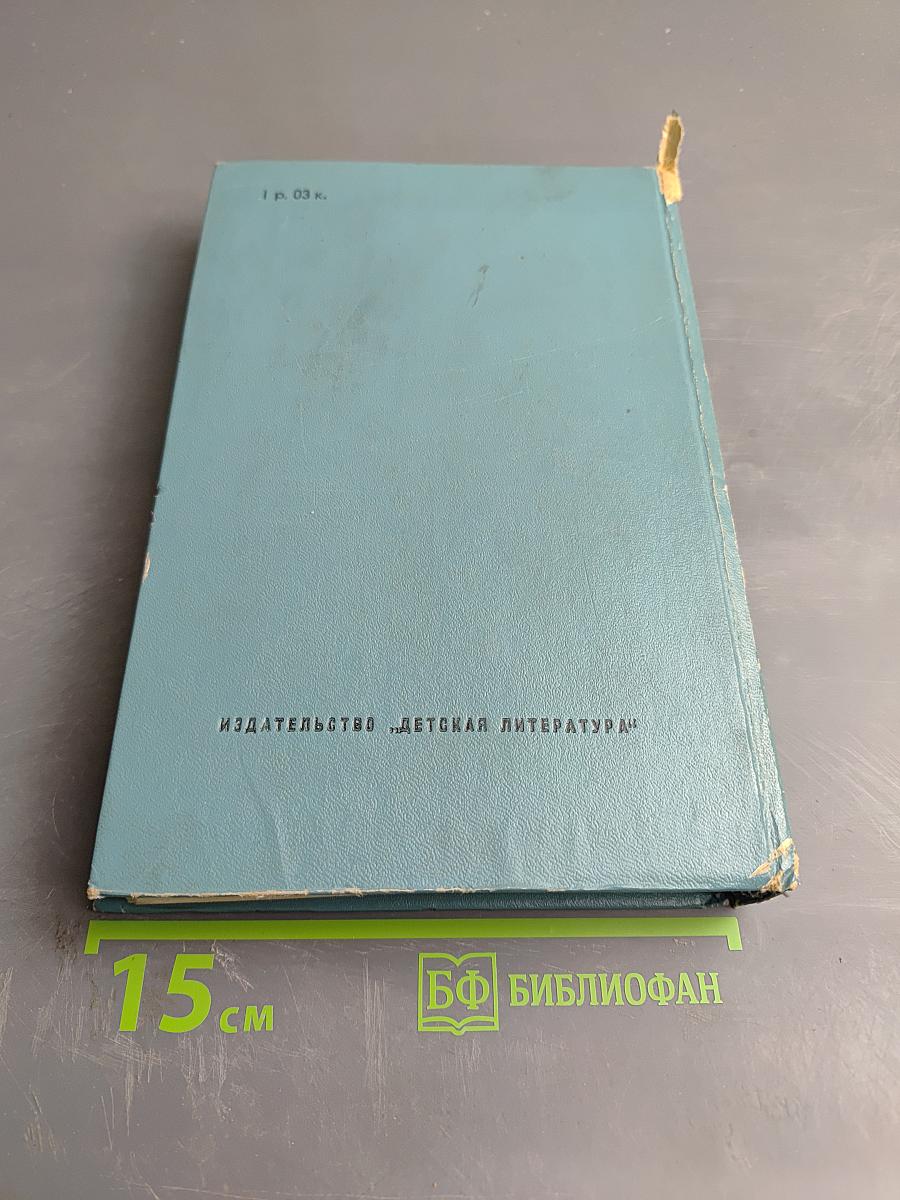 1 р. 03 к.
ИЗДАТЕЛЬСТВО „ДЕТСКАЯ ЛИТЕРАТУРА“
15 см
БФ БИБЛИОФАН